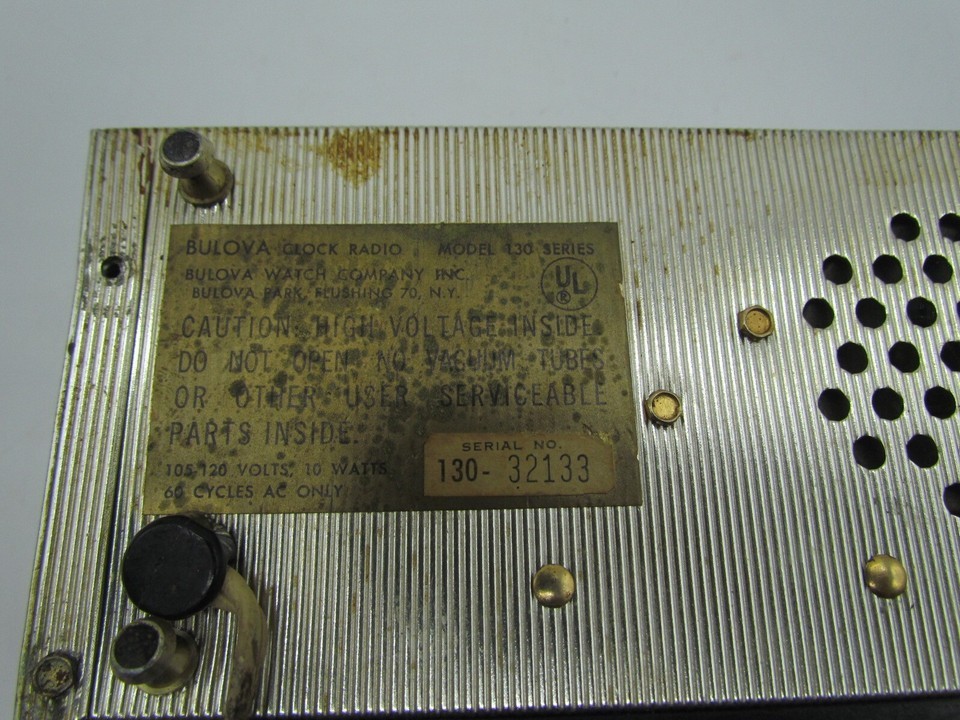 BULOVA CLOCK RADIO MODEL 130 SERIES
BULOVA WATCH COMPANY INC.
BULOVA PARK, FLUSHING 70, N.Y.
UL
®
CAUTION: HIGH VOLTAGE INSIDE
DO NOT OPEN. NO VACUUM TUBES
OR OTHER USER SERVICEABLE
PARTS INSIDE.
N
SERIAL NO.
130- 32133
105-120 VOLTS, 10 WATTS
60 CYCLES AC ONLY